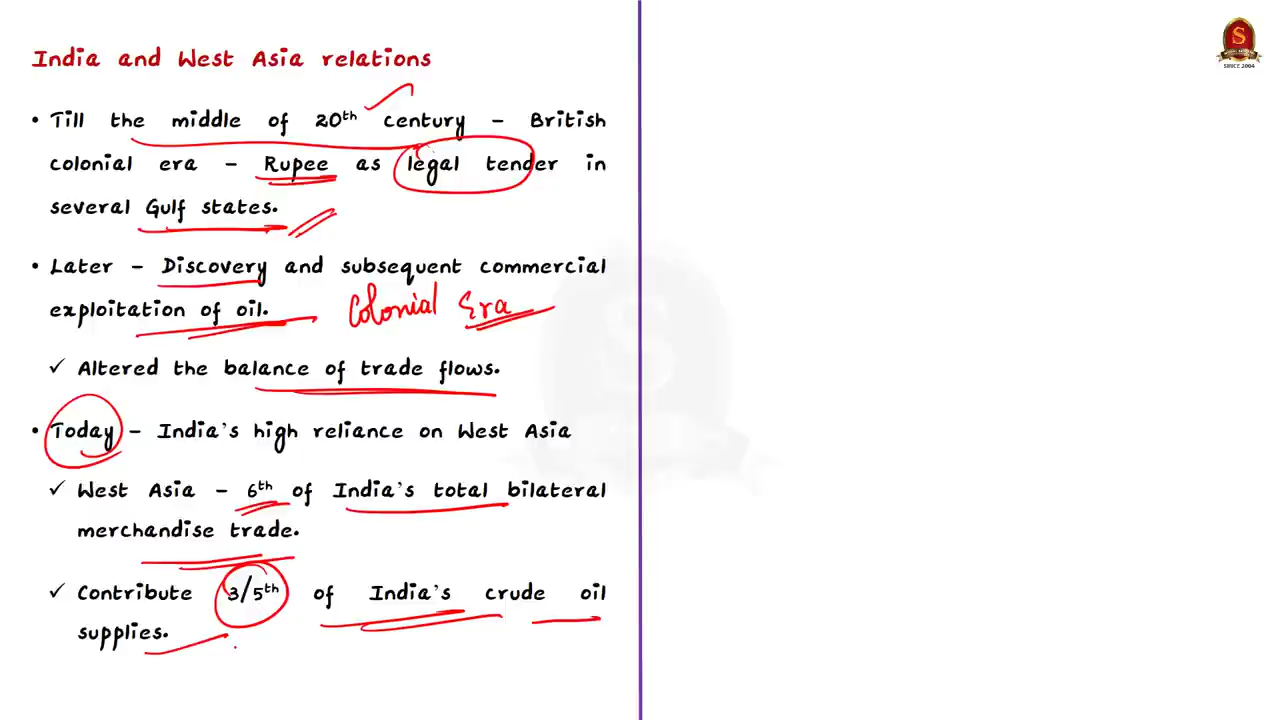 India and West Asia relations
• Till the middle of 20th century – British
colonial era – Rupee as legal tender in
several Gulf states.
• Later – Discovery and subsequent commercial
exploitation of oil.
Colonial Era
✓ Altered the balance of trade flows.
• Today – India's high reliance on West Asia
✓ West Asia – 6th of India's total bilateral
merchandise trade.
✓ Contribute 3/5th of India's crude oil
supplies.
S
SINCE 2004